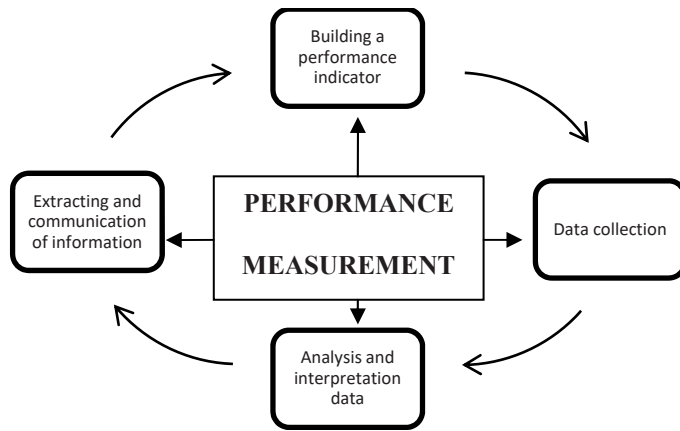 Building a
performance
indicator
Extracting and
communication
of information
PERFORMANCE
MEASUREMENT
Data collection
Analysis and
interpretation
data